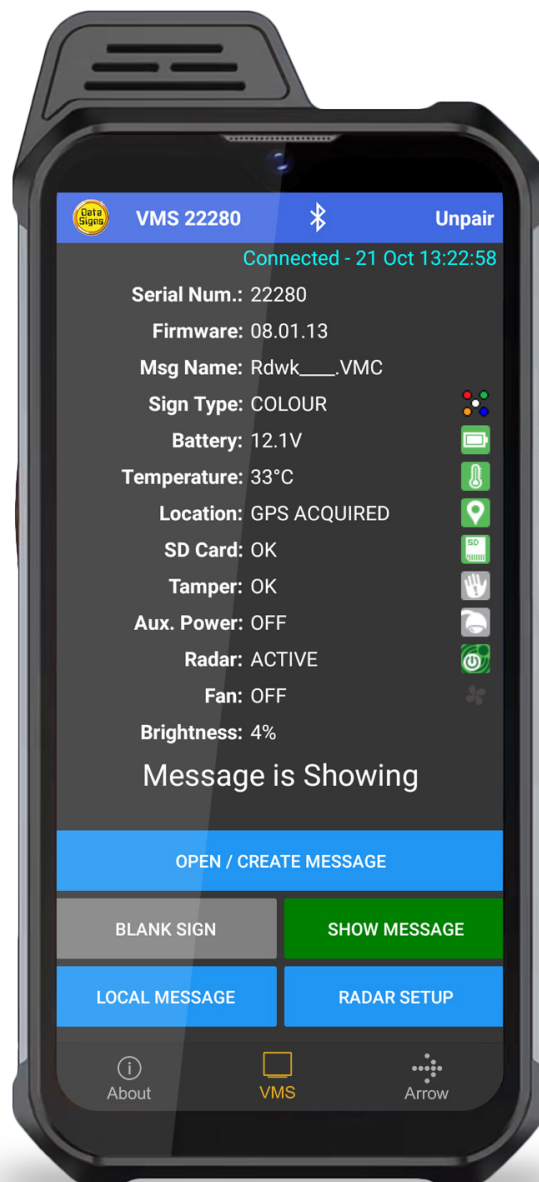 Data Signs
VMS 22280 Unpair
Connected - 21 Oct 13:22:58
Serial Num.: 22280
Firmware: 08.01.13
Msg Name: Rdwk____.VMC
Sign Type: COLOUR
Battery: 12.1V
Temperature: 33°C
Location: GPS ACQUIRED
SD Card: OK
SD
Tamper: OK
Aux. Power: OFF
Radar: ACTIVE
Fan: OFF
Brightness: 4%
Message is Showing
OPEN / CREATE MESSAGE
BLANK SIGN SHOW MESSAGE
LOCAL MESSAGE RADAR SETUP
About VMS Arrow